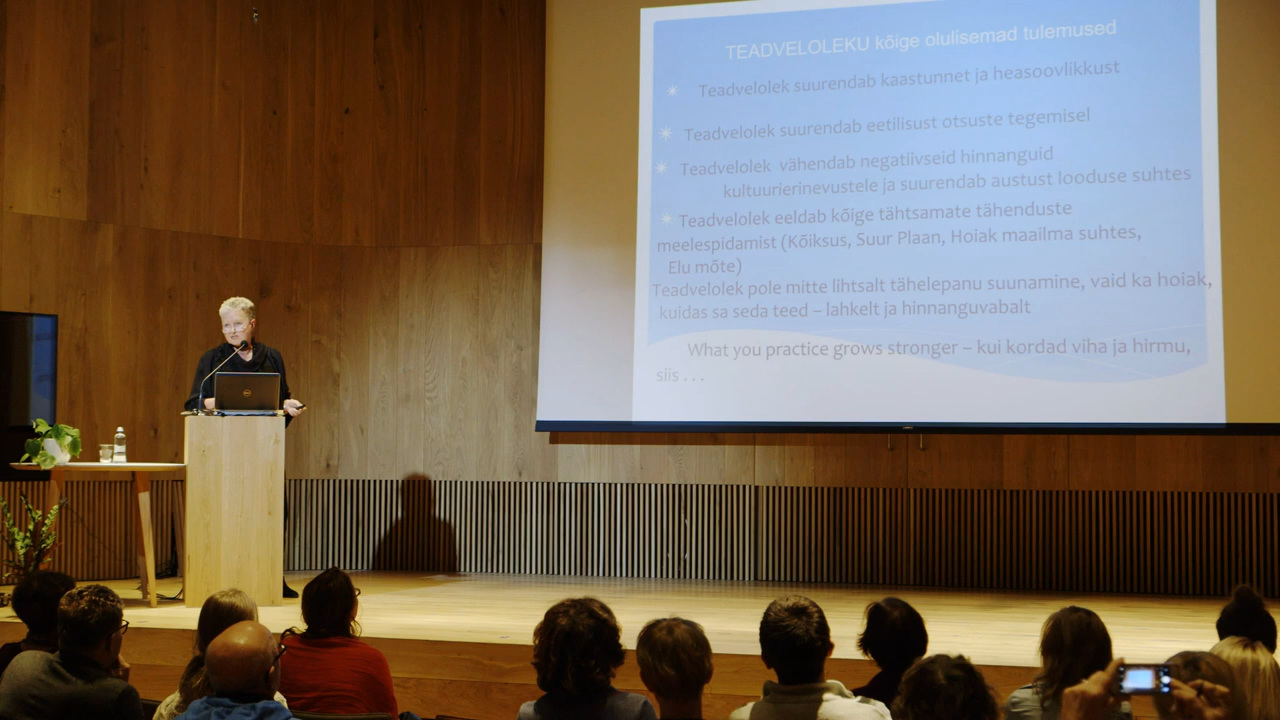 TEADVELOLEKU kõige olulisemad tulemused
Teadvelolek suurendab kaastunnet ja heasoovlikkust
Teadvelolek suurendab eetilisust otsuste tegemisel
Teadvelolek vähendab negatiivseid hinnanguid
kultuurierinevustele ja suurendab austust looduse suhtes
Teadvelolek eeldab kõige tähtsamate tähenduste
meelespidamist (Kõiksus, Suur Plaan, Hoiak maailma suhtes,
Elu mõte)
Teadvelolek pole mitte lihtsalt tähelepanu suunamine, vaid ka hoiak,
kuidas sa seda teed – lahkelt ja hinnanguvabalt
What you practice grows stronger – kui kordad viha ja hirmu,
siis . . .
DELL